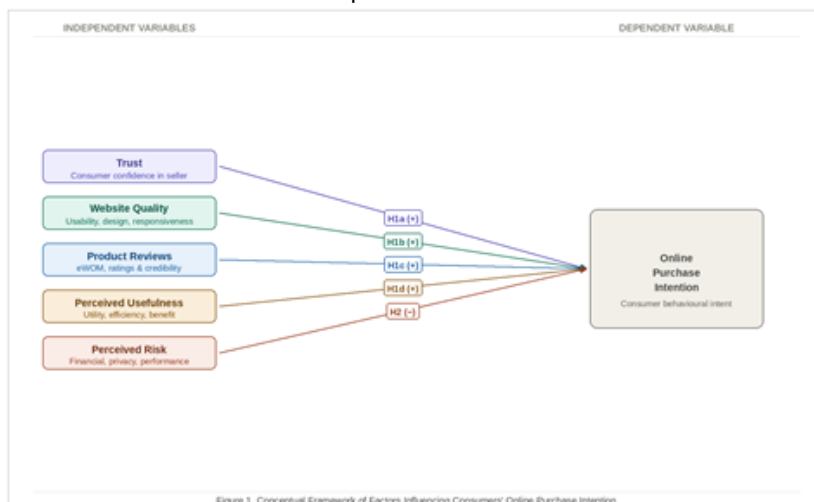 INDEPENDENT VARIABLES
DEPENDENT VARIABLE
Trust
Consumer confidence in seller
Website Quality
Usability, design, responsiveness
Product Reviews
eWOM, ratings & credibility
Perceived Usefulness
Utility, efficiency, benefit
Perceived Risk
Financial, privacy, performance
H1a (+)
H1b (+)
H1c (+)
H1d (+)
H2 (−)
Online
Purchase
Intention
Consumer behavioural intent
Figure 1. Conceptual Framework of Factors Influencing Consumers' Online Purchase Intention